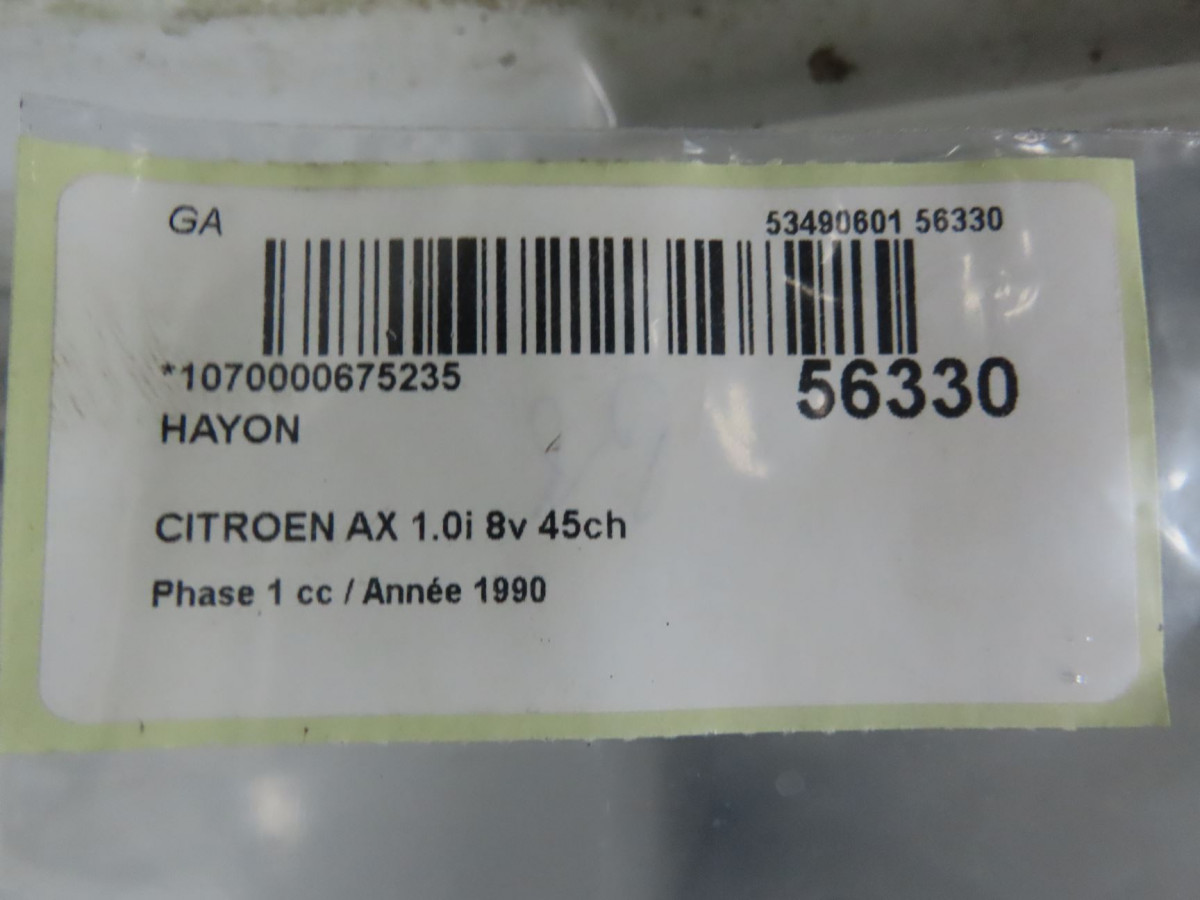 GA 53490601 56330
*1070000675235 56330
HAYON
CITROEN AX 1.0i 8v 45ch
Phase 1 cc / Année 1990